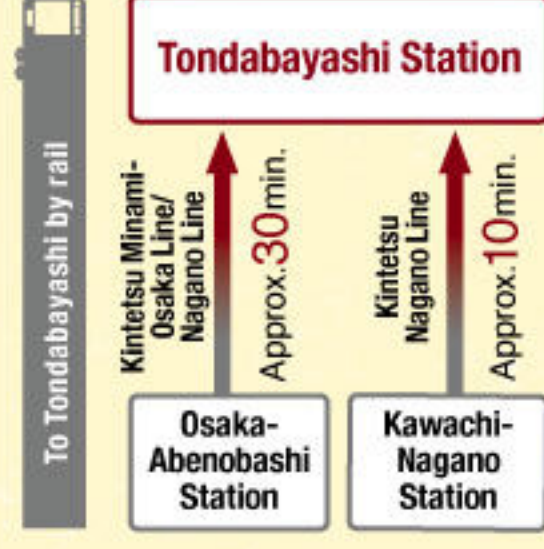 Tondabayashi Station
To Tondabayashi by rail
Kintetsu Minami-
Osaka Line/
Nagano Line
Approx.30min.
Kintetsu
Nagano Line
Approx.10min.
Osaka-
Abenobashi
Station
Kawachi-
Nagano
Station